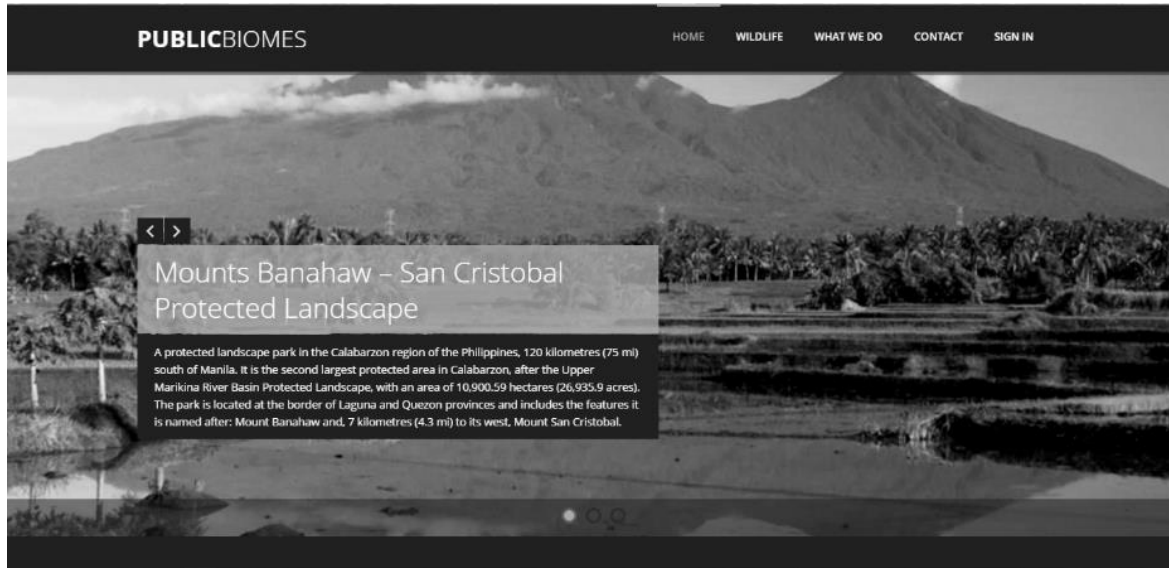 PUBLICBIOMES
HOME
WILDLIFE
WHAT WE DO
CONTACT
SIGN IN
Mounts Banahaw – San Cristobal
Protected Landscape
A protected landscape park in the Calabarzon region of the Philippines, 120 kilometres (75 mi)
south of Manila. It is the second largest protected area in Calabarzon, after the Upper
Marikina River Basin Protected Landscape, with an area of 10,900.59 hectares (26,935.9 acres).
The park is located at the border of Laguna and Quezon provinces and includes the features it
is named after: Mount Banahaw and, 7 kilometres (4.3 mi) to its west, Mount San Cristobal.